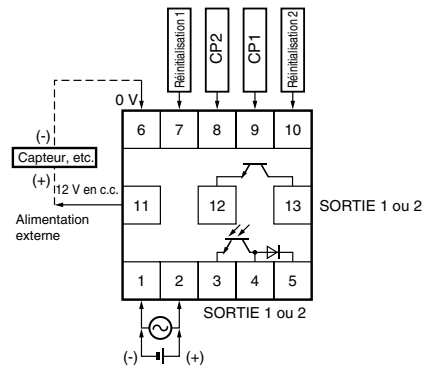 Réinitialisation 1
CP2
CP1
Réinitialisation 2
0 V
6 7 8 9 10
(-)
Capteur, etc.
(+)
12 V en c.c.
11 12 13
SORTIE 1 ou 2
Alimentation
externe
1 2 3 4 5
SORTIE 1 ou 2
(-) (+)